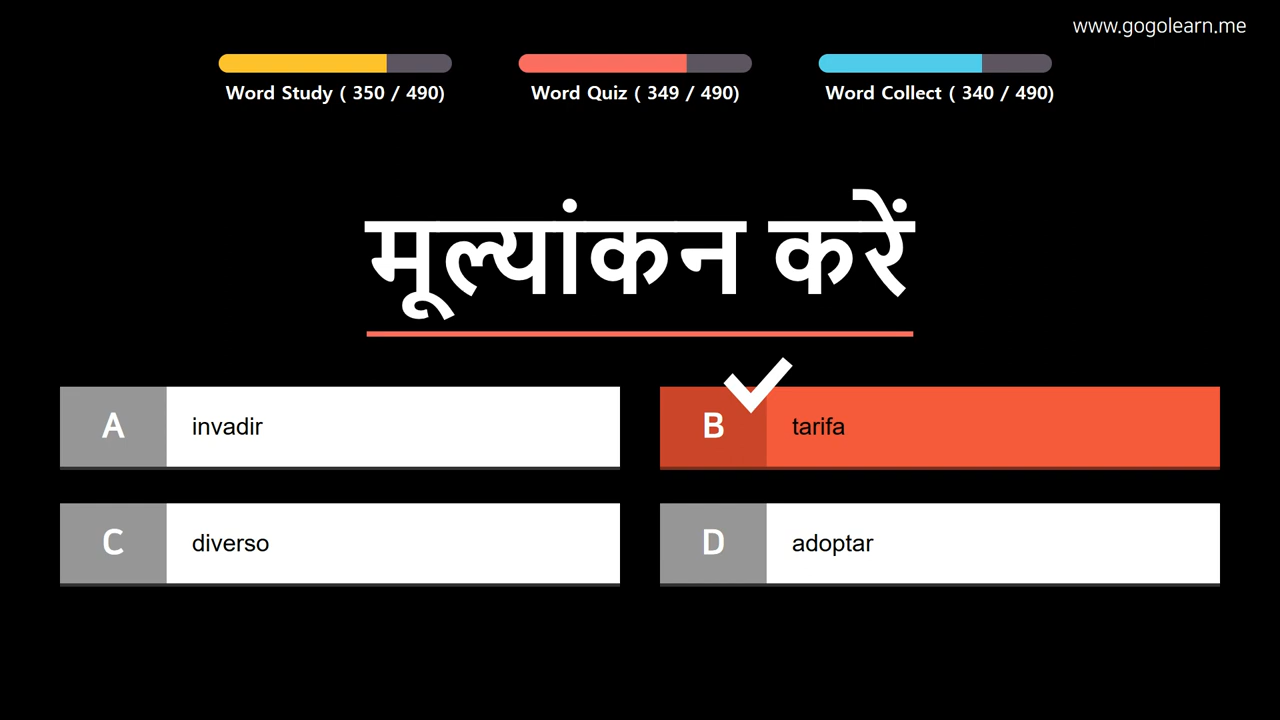 www.gogolearn.me
Word Study ( 350 / 490)
Word Quiz ( 349 / 490)
Word Collect ( 340 / 490)
मूल्यांकन करें
A invadir
B tarifa
C diverso
D adoptar